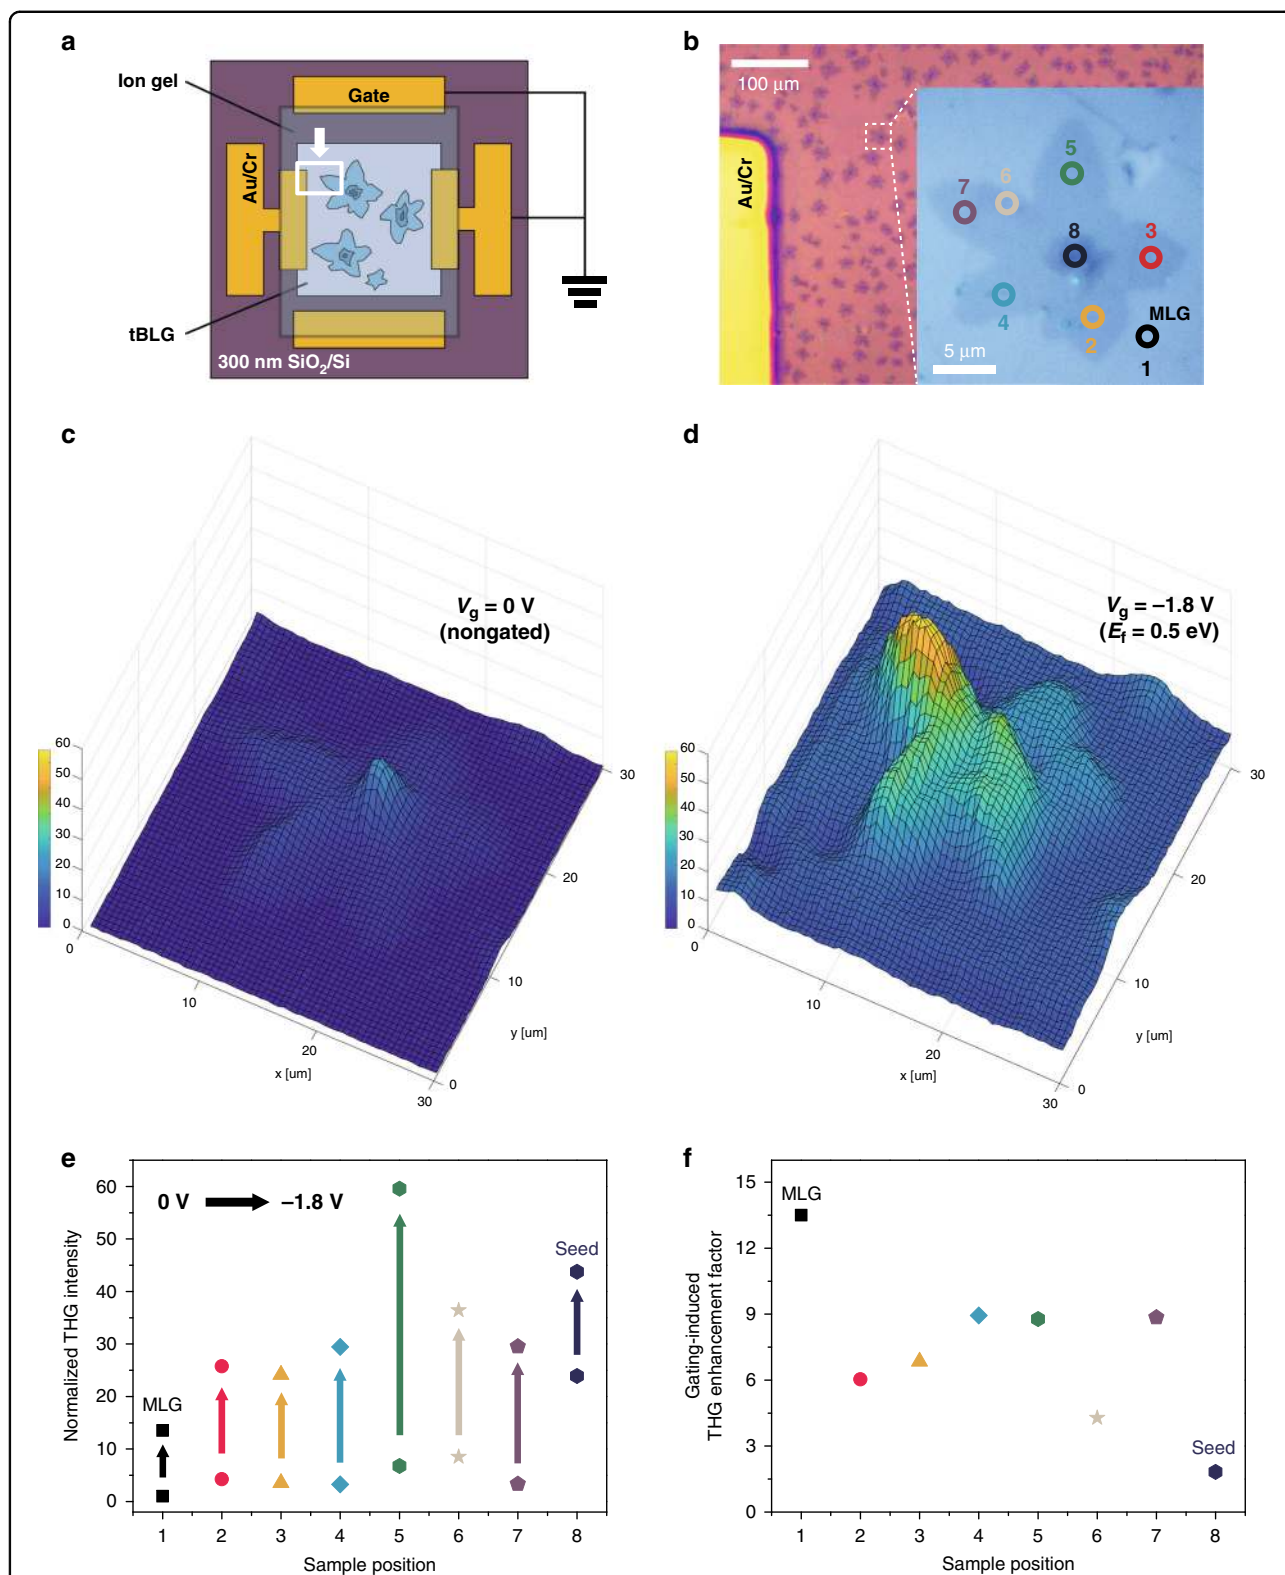 a
Ion gel
Gate
Au/Cr
tBLG
300 nm SiO₂/Si
b
100 μm
Au/Cr
5
7
6
8
3
4
2
MLG
1
5 μm
c
V_g = 0 V
(nongated)
60
50
40
30
20
10
0
0
10
20
30
x [um]
0
10
20
30
y [um]
d
V_g = –1.8 V
(E_f = 0.5 eV)
60
50
40
30
20
10
0
0
10
20
30
x [um]
0
10
20
30
y [um]
e
0 V
–1.8 V
Normalized THG intensity
60
50
40
30
20
10
0
MLG
Seed
1 2 3 4 5 6 7 8
Sample position
f
Gating-induced
THG enhancement factor
15
12
9
6
3
0
MLG
Seed
1 2 3 4 5 6 7 8
Sample position